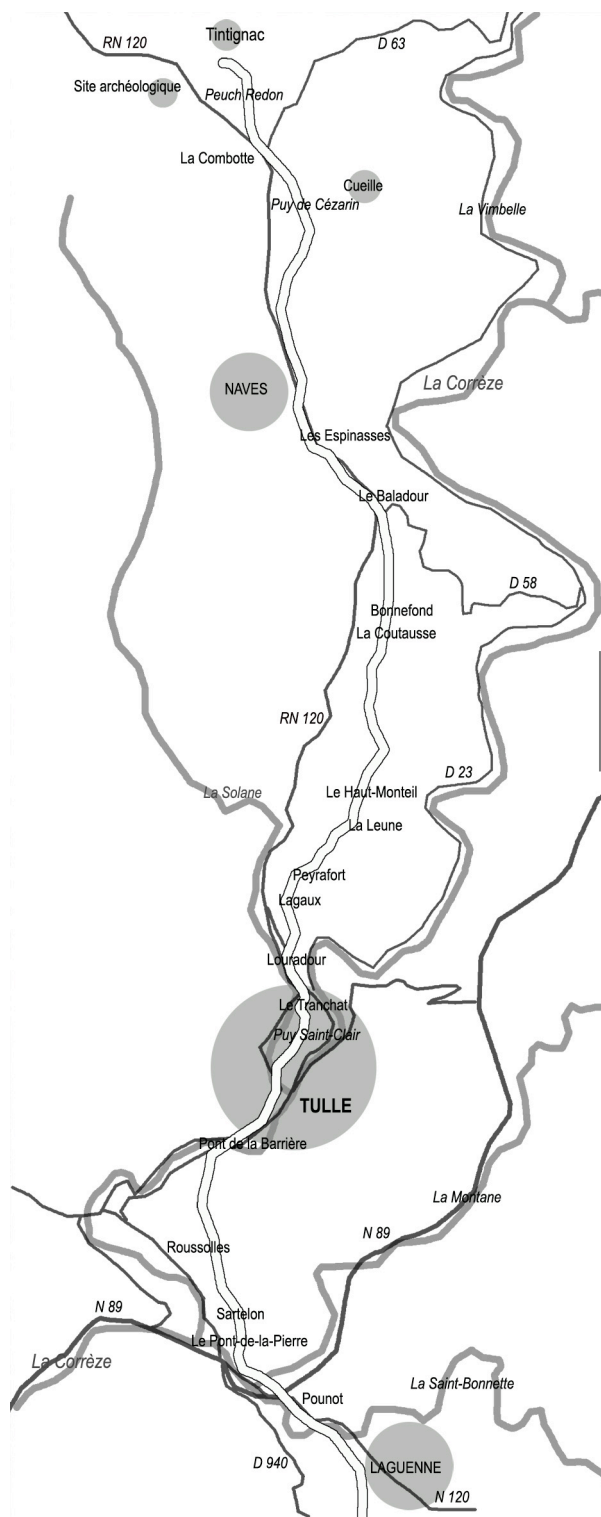 Tintignac
RN 120
D 63
Site archéologique
Peuch Redon
La Combotte
Cueille
Puy de Cézarin
La Vimbelle
La Corrèze
NAVES
Les Espinasses
Le Baladour
D 58
Bonnefond
La Coutausse
RN 120
D 23
La Solane
Le Haut-Monteil
La Leune
Peyrafort
Lagaux
Louradour
Le Tranchat
Puy Saint-Clair
TULLE
Pont de la Barrière
La Montane
N 89
Roussolles
N 89
Sartelon
Le Pont-de-la-Pierre
La Corrèze
La Saint-Bonnette
Pounot
D 940
LAGUENNE
N 120